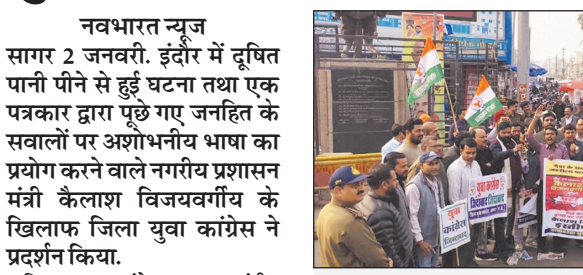 नवभारत न्यूज
सागर 2 जनवरी. इंदौर में दूषित
पानी पीने से हुई घटना तथा एक
पत्रकार द्वारा पूछे गए जनहित के
सवालों पर अशोभनीय भाषा का
प्रयोग करने वाले नगरीय प्रशासन
मंत्री कैलाश विजयवर्गीय के
खिलाफ जिला युवा कांग्रेस ने
प्रदर्शन किया.
युवा कांग्रेस
जिंदाबाद जिंदाबाद
युवा
कांग्रेस
जिन्दाबाद